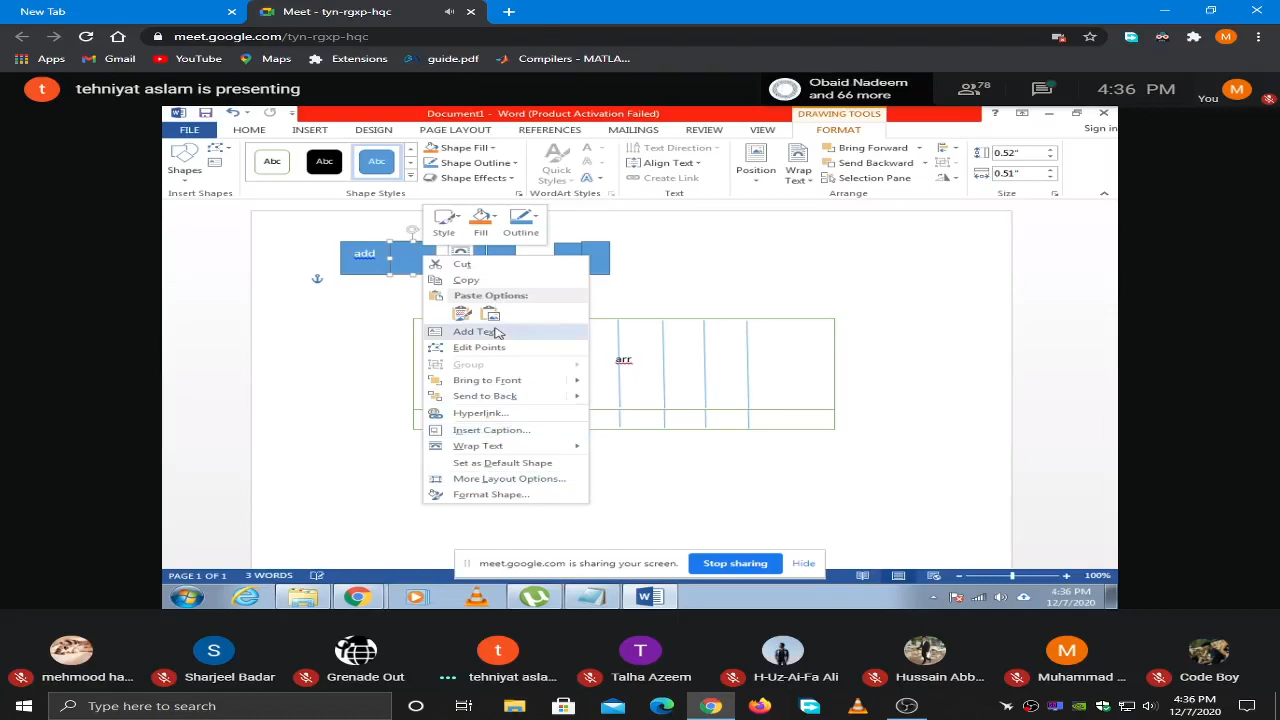 New Tab
Meet - tyn-rgxp-hqc
meet.google.com/tyn-rgxp-hqc
M
Apps
Gmail
YouTube
Maps
Extensions
guide.pdf
Compilers - MATLA...
t
tehniyat aslam is presenting
Obaid Nadeem
and 66 more
78
4:36 PM
You
M
Document1 - Word (Product Activation Failed)
DRAWING TOOLS
?
FILE
HOME
INSERT
DESIGN
PAGE LAYOUT
REFERENCES
MAILINGS
REVIEW
VIEW
FORMAT
Sign in
Shapes
Insert Shapes
Abc
Abc
Abc
Shape Fill
Shape Outline
Shape Effects
Shape Styles
Quick
Styles
A
A
A
WordArt Styles
Text Direction
Align Text
Create Link
Text
Position
Wrap
Text
Bring Forward
Send Backward
Selection Pane
Arrange
0.52"
0.51"
Size
Style
Fill
Outline
add
Cut
Copy
Paste Options:
Add Text
Edit Points
Group
Bring to Front
Send to Back
Hyperlink...
Insert Caption...
Wrap Text
Set as Default Shape
More Layout Options...
Format Shape...
arr
meet.google.com is sharing your screen.
Stop sharing
Hide
PAGE 1 OF 1
3 WORDS
100%
4:36 PM
12/7/2020
S
t
T
M
mehmood ha...
Sharjeel Badar
Grenade Out
tehniyat asla...
Talha Azeem
H-Uz-Ai-Fa Ali
Hussain Abb...
Muhammad ...
Code Boy
Type here to search
4:36 PM
12/7/2020